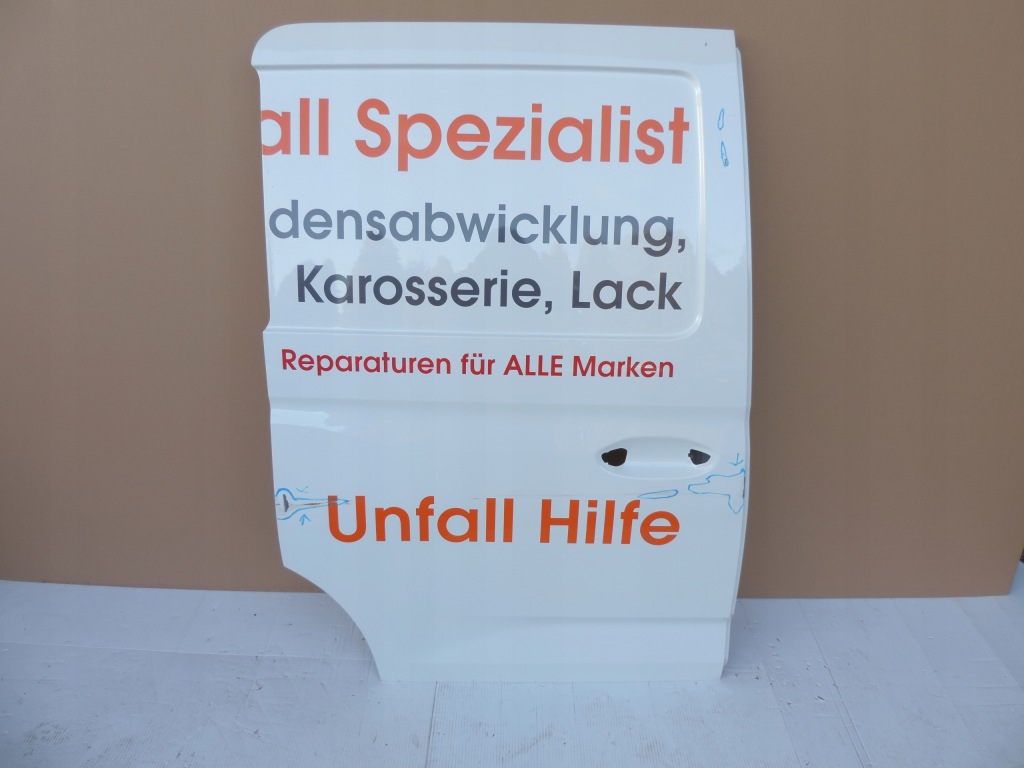 all Spezialist
densabwicklung,
Karosserie, Lack
Reparaturen für ALLE Marken
Unfall Hilfe